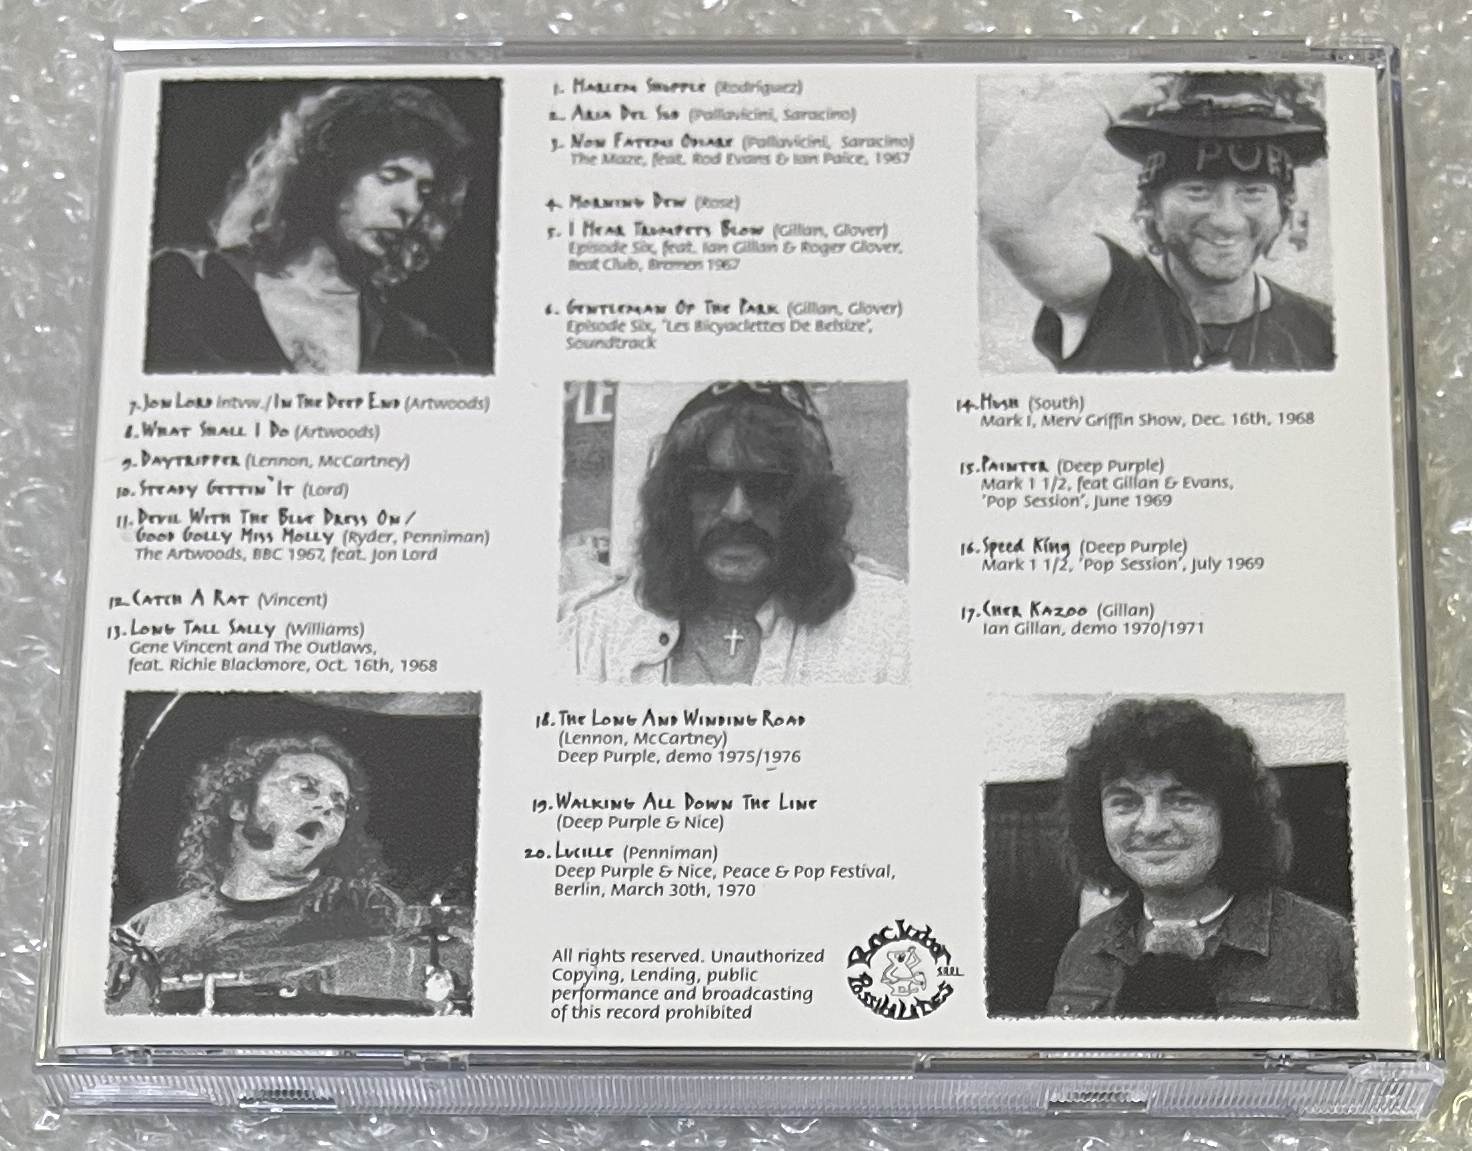 1. Harlem Shuffle (Rodríguez)
2. Aria Del Sud (Pallavicini, Saracino)
3. Non Fatemi Odiare (Pallavicini, Saracino)
The Maze, feat. Rod Evans & Ian Paice, 1967
4. Morning Dew (Rose)
5. I Hear Trumpets Blow (Gillan, Glover)
Episode Six, feat. Ian Gillan & Roger Glover,
Beat Club, Bremen 1967
6. Gentleman Of The Park (Gillan, Glover)
Episode Six, 'Les Bicyaclettes De Belsize',
Soundtrack
7. Jon Lord intvw./In The Deep End (Artwoods)
8. What Shall I Do (Artwoods)
9. Daytripper (Lennon, McCartney)
10. Steady Gettin' It (Lord)
11. Devil With The Blue Dress On/
Good Golly Miss Molly (Ryder, Penniman)
The Artwoods, BBC 1967, feat. Jon Lord
12. Catch A Rat (Vincent)
13. Long Tall Sally (Williams)
Gene Vincent and The Outlaws,
feat. Richie Blackmore, Oct. 16th, 1968
14. Hush (South)
Mark I, Merv Griffin Show, Dec. 16th, 1968
15. Painter (Deep Purple)
Mark 1 1/2, feat Gillan & Evans,
'Pop Session', June 1969
16. Speed King (Deep Purple)
Mark 1 1/2, 'Pop Session', July 1969
17. Cher Kazoo (Gillan)
Ian Gillan, demo 1970/1971
18. The Long And Winding Road
(Lennon, McCartney)
Deep Purple, demo 1975/1976
19. Walking All Down The Line
(Deep Purple & Nice)
20. Lucille (Penniman)
Deep Purple & Nice, Peace & Pop Festival,
Berlin, March 30th, 1970
All rights reserved. Unauthorized
Copying, Lending, public
performance and broadcasting
of this record prohibited